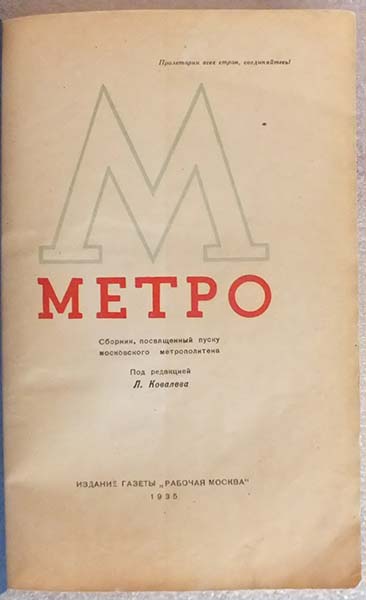 Пролетарии всех стран, соединяйтесь!
М
МЕТРО
Сборник, посвященный пуску
московского метрополитена
Под редакцией
Л. Ковалева
ИЗДАНИЕ ГАЗЕТЫ „РАБОЧАЯ МОСКВА"
1935